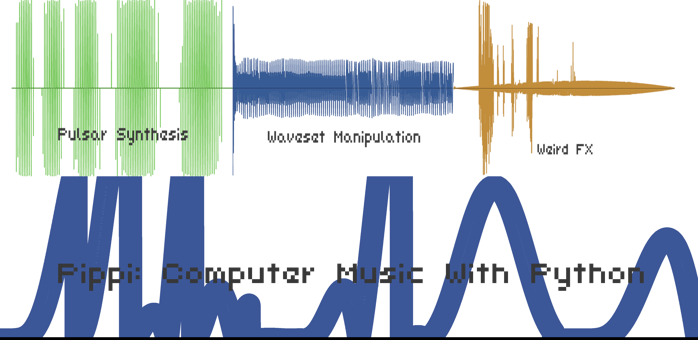 Pulsar Synthesis
Waveset Manipulation
Weird FX
Pippi: Computer Music With Python